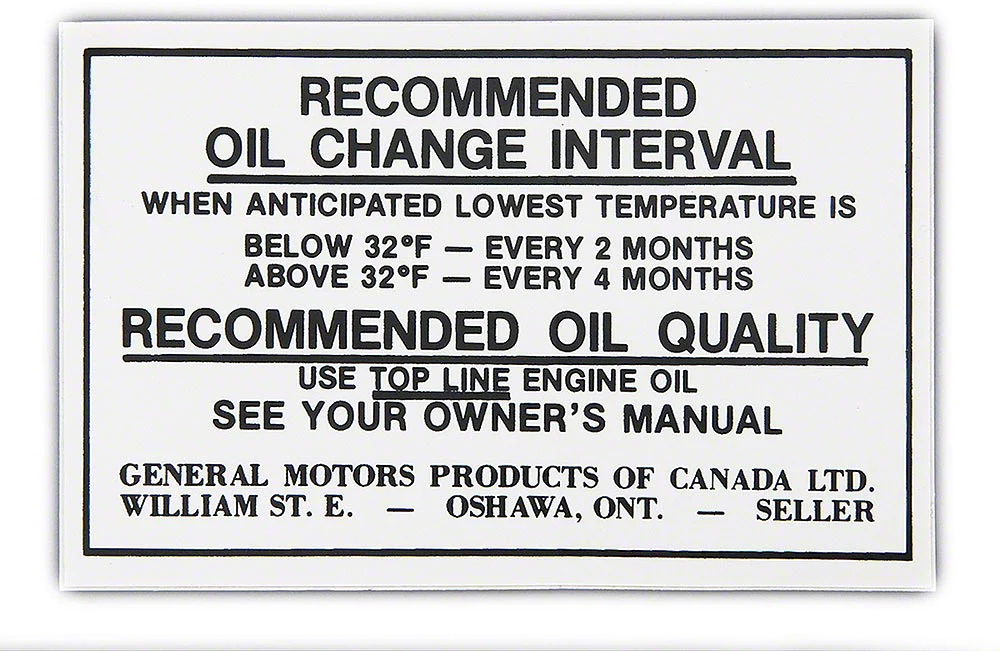 RECOMMENDED
OIL CHANGE INTERVAL
WHEN ANTICIPATED LOWEST TEMPERATURE IS
BELOW 32°F — EVERY 2 MONTHS
ABOVE 32°F — EVERY 4 MONTHS
RECOMMENDED OIL QUALITY
USE TOP LINE ENGINE OIL
SEE YOUR OWNER'S MANUAL
GENERAL MOTORS PRODUCTS OF CANADA LTD.
WILLIAM ST. E. — OSHAWA, ONT. — SELLER